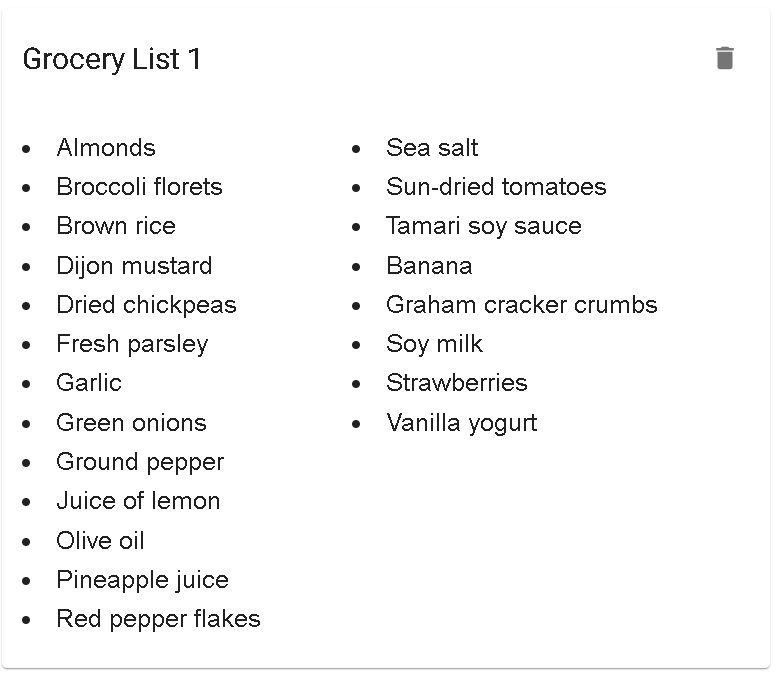 Grocery List 1
Almonds
Broccoli florets
Brown rice
Dijon mustard
Dried chickpeas
Fresh parsley
Garlic
Green onions
Ground pepper
Juice of lemon
Olive oil
Pineapple juice
Red pepper flakes
Sea salt
Sun-dried tomatoes
Tamari soy sauce
Banana
Graham cracker crumbs
Soy milk
Strawberries
Vanilla yogurt